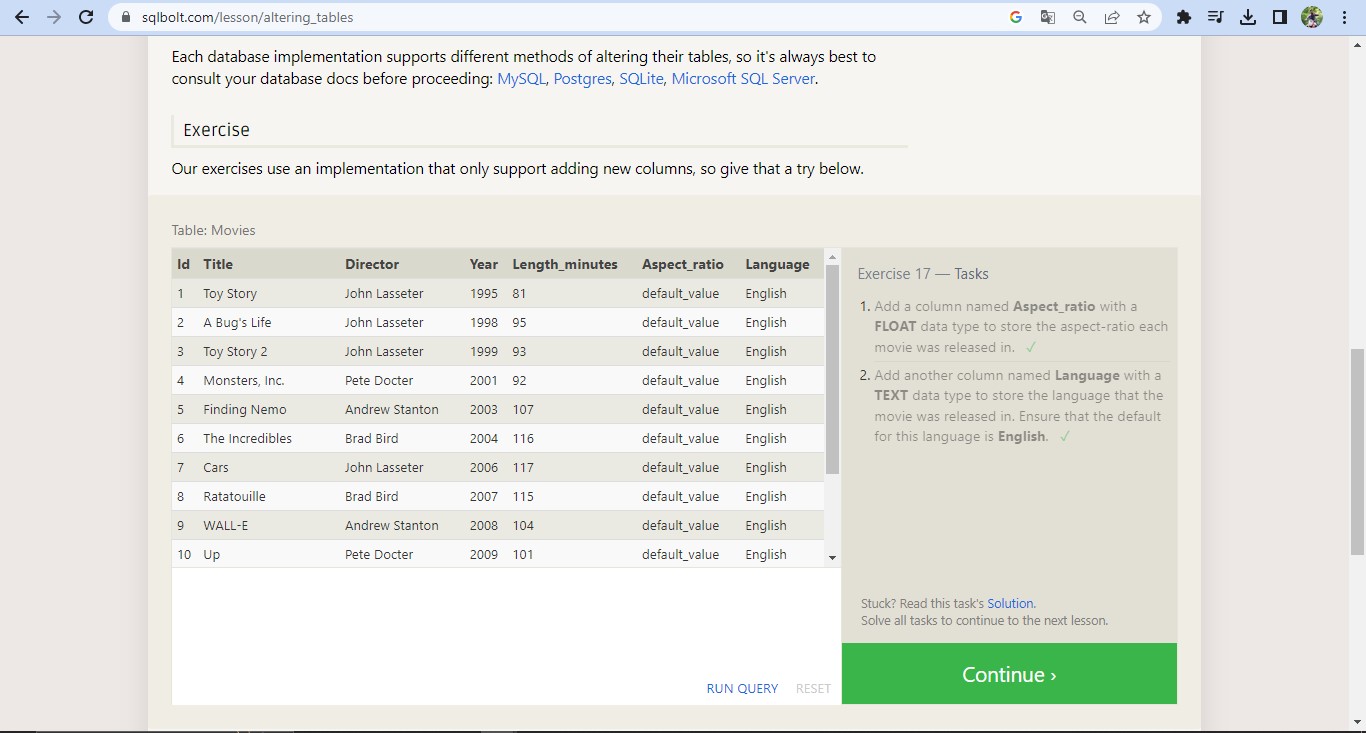 sqlbolt.com/lesson/altering_tables
Each database implementation supports different methods of altering their tables, so it's always best to
consult your database docs before proceeding: MySQL, Postgres, SQLite, Microsoft SQL Server.
Exercise
Our exercises use an implementation that only support adding new columns, so give that a try below.
Table: Movies
Id Title Director Year Length_minutes Aspect_ratio Language
1 Toy Story John Lasseter 1995 81 default_value English
2 A Bug's Life John Lasseter 1998 95 default_value English
3 Toy Story 2 John Lasseter 1999 93 default_value English
4 Monsters, Inc. Pete Docter 2001 92 default_value English
5 Finding Nemo Andrew Stanton 2003 107 default_value English
6 The Incredibles Brad Bird 2004 116 default_value English
7 Cars John Lasseter 2006 117 default_value English
8 Ratatouille Brad Bird 2007 115 default_value English
9 WALL-E Andrew Stanton 2008 104 default_value English
10 Up Pete Docter 2009 101 default_value English
RUN QUERY RESET
Exercise 17 — Tasks
1. Add a column named Aspect_ratio with a
FLOAT data type to store the aspect-ratio each
movie was released in. ✓
2. Add another column named Language with a
TEXT data type to store the language that the
movie was released in. Ensure that the default
for this language is English. ✓
Stuck? Read this task's Solution.
Solve all tasks to continue to the next lesson.
Continue ›